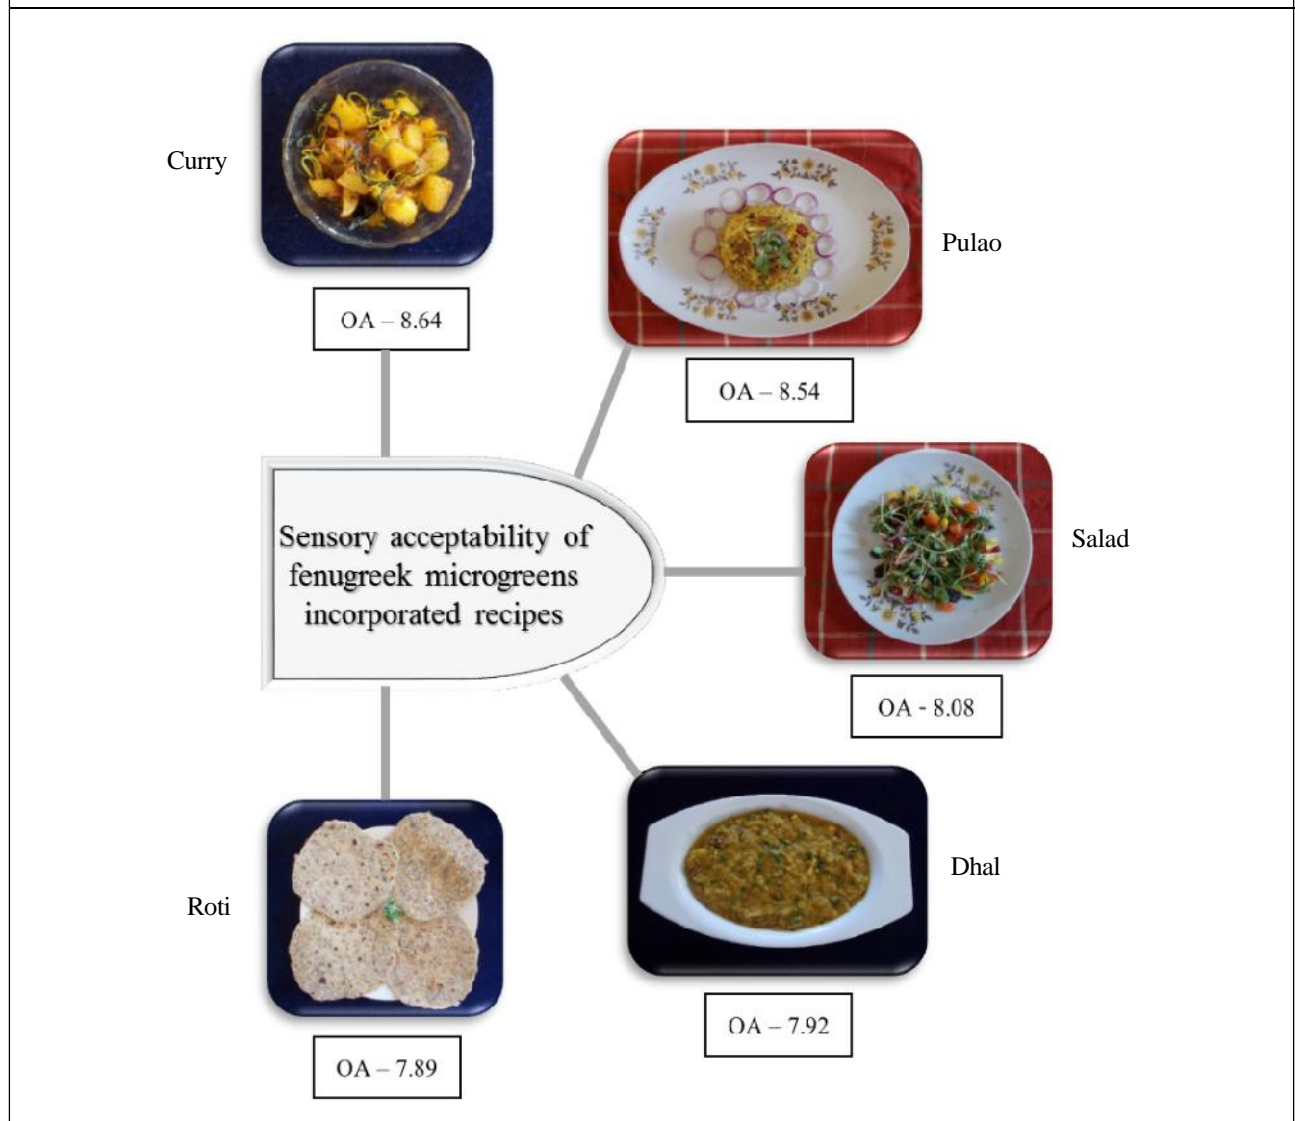 Curry
OA – 8.64
Pulao
OA – 8.54
Sensory acceptability of
fenugreek microgreens
incorporated recipes
Salad
OA - 8.08
Dhal
OA – 7.92
Roti
OA – 7.89